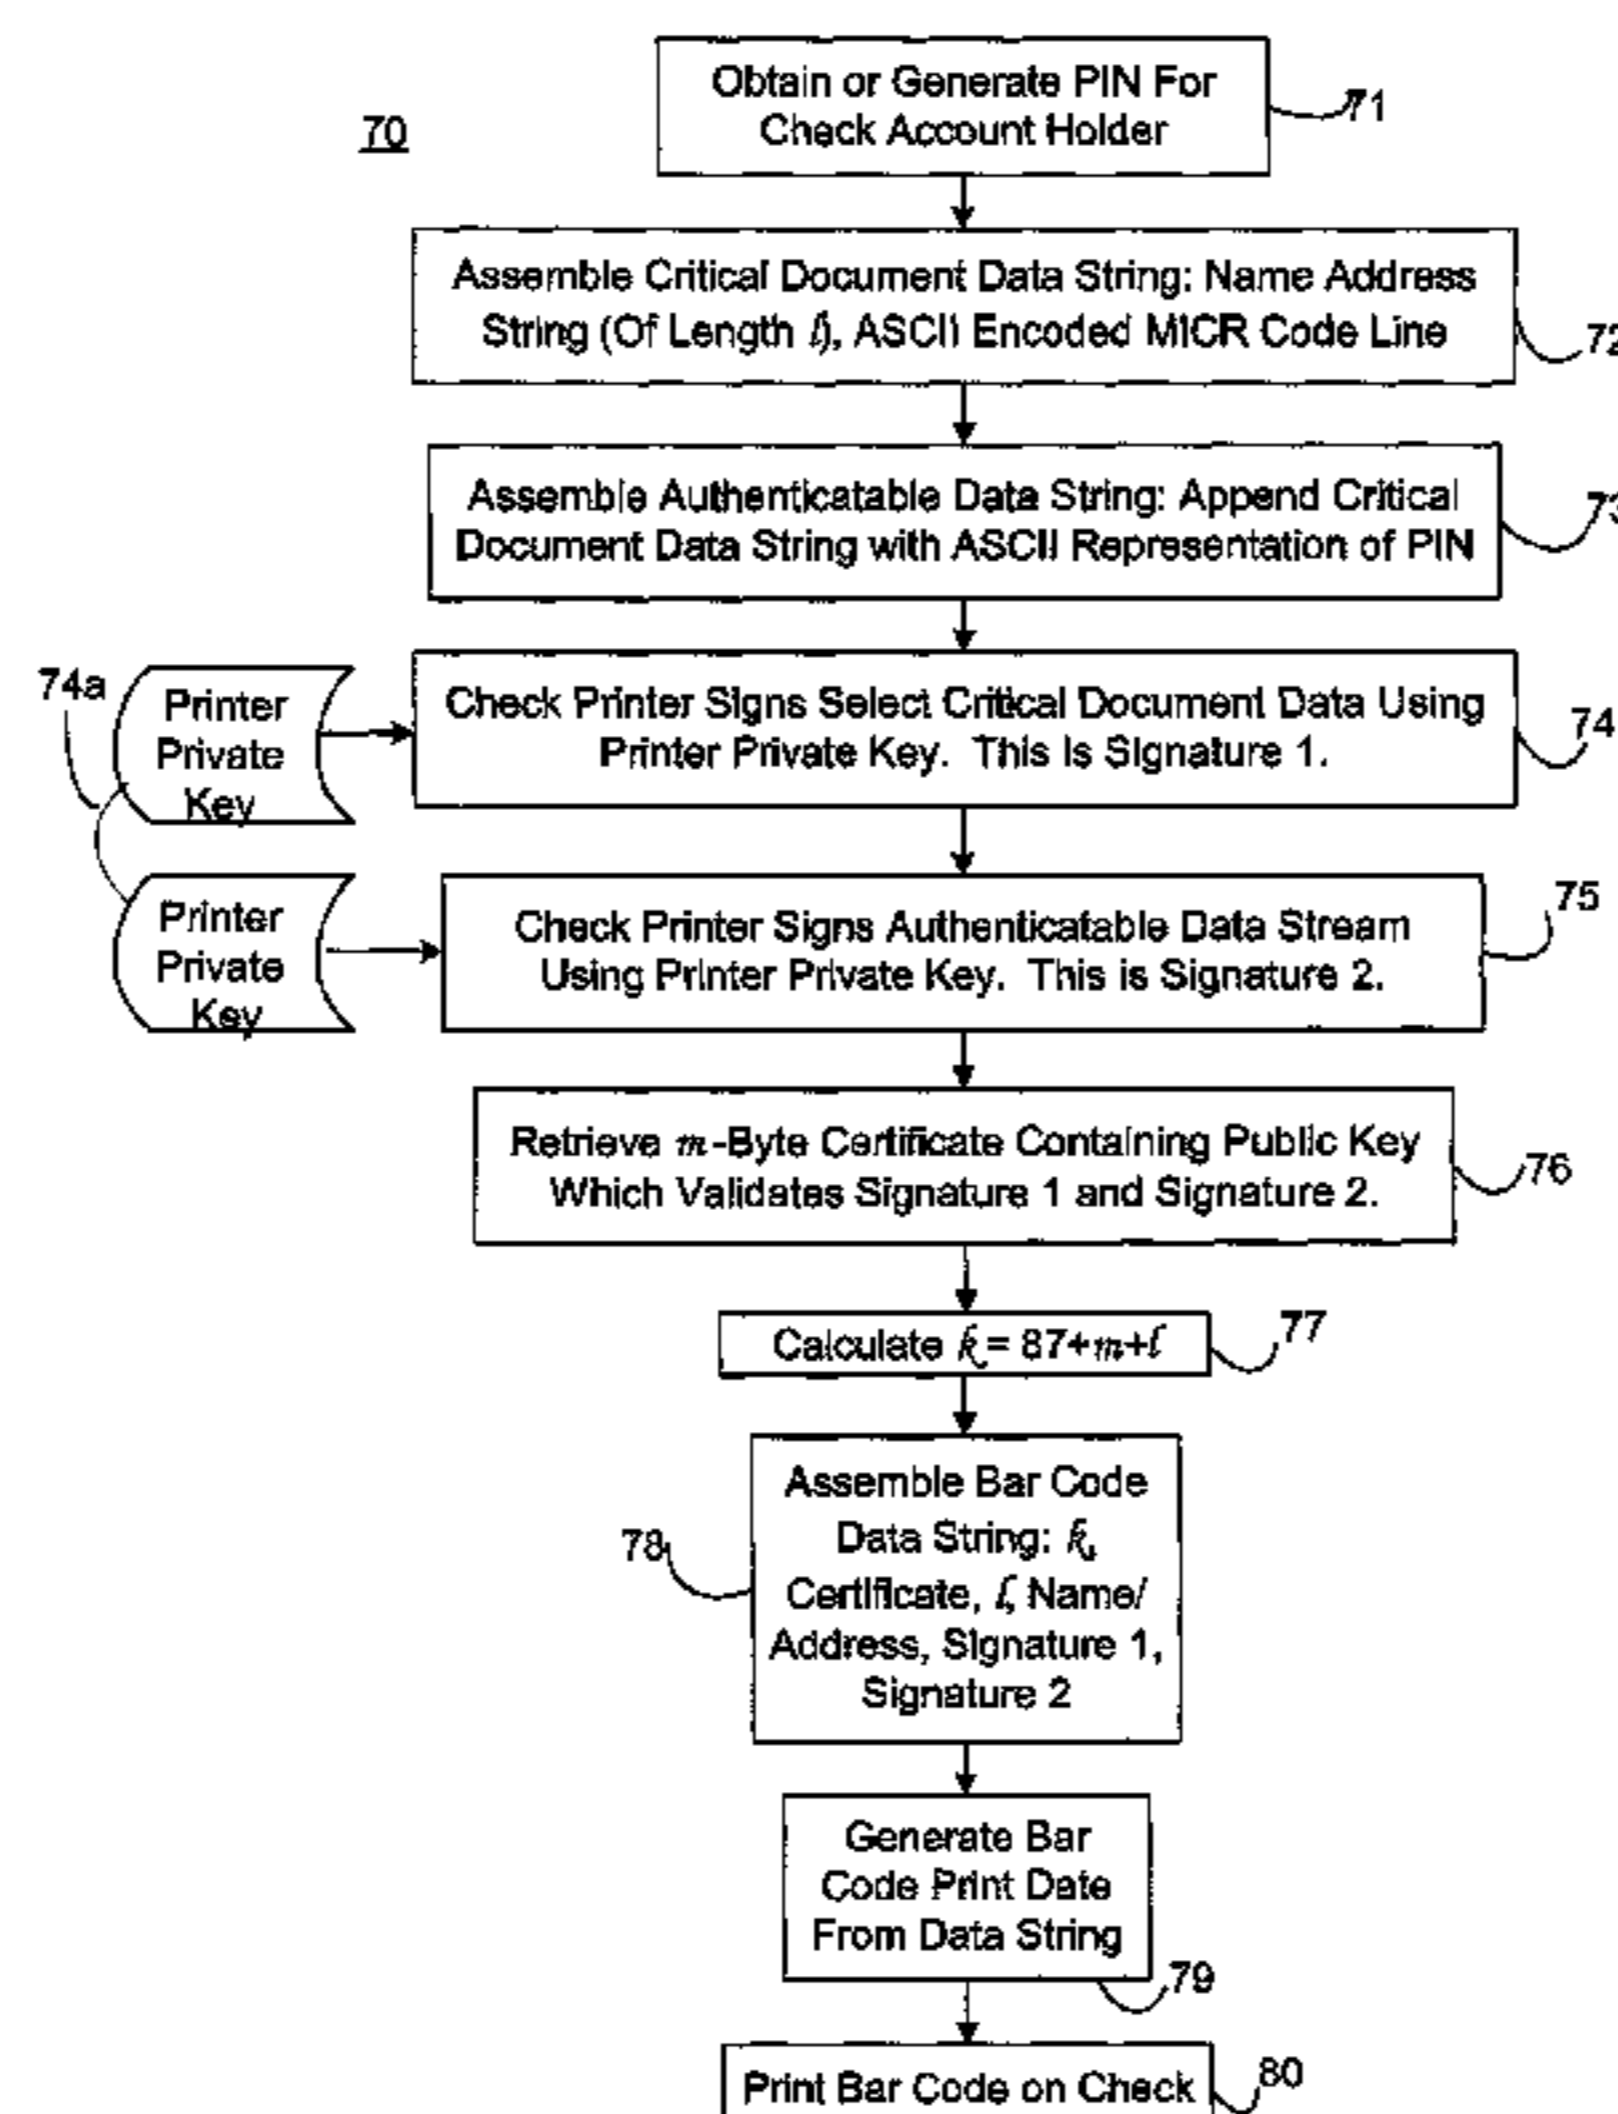 70
Obtain or Generate PIN For
Check Account Holder
71
Assemble Critical Document Data String: Name Address
String (Of Length l), ASCII Encoded MICR Code Line
72
Assemble Authenticatable Data String: Append Critical
Document Data String with ASCII Representation of PIN
73
74a
Printer
Private
Key
Check Printer Signs Select Critical Document Data Using
Printer Private Key. This is Signature 1.
74
Printer
Private
Key
Check Printer Signs Authenticatable Data Stream
Using Printer Private Key. This is Signature 2.
75
Retrieve m-Byte Certificate Containing Public Key
Which Validates Signature 1 and Signature 2.
76
Calculate k = 87+m+l
77
Assemble Bar Code
Data String: k,
Certificate, l, Name/
Address, Signature 1,
Signature 2
78
Generate Bar
Code Print Date
From Data String
79
Print Bar Code on Check
80